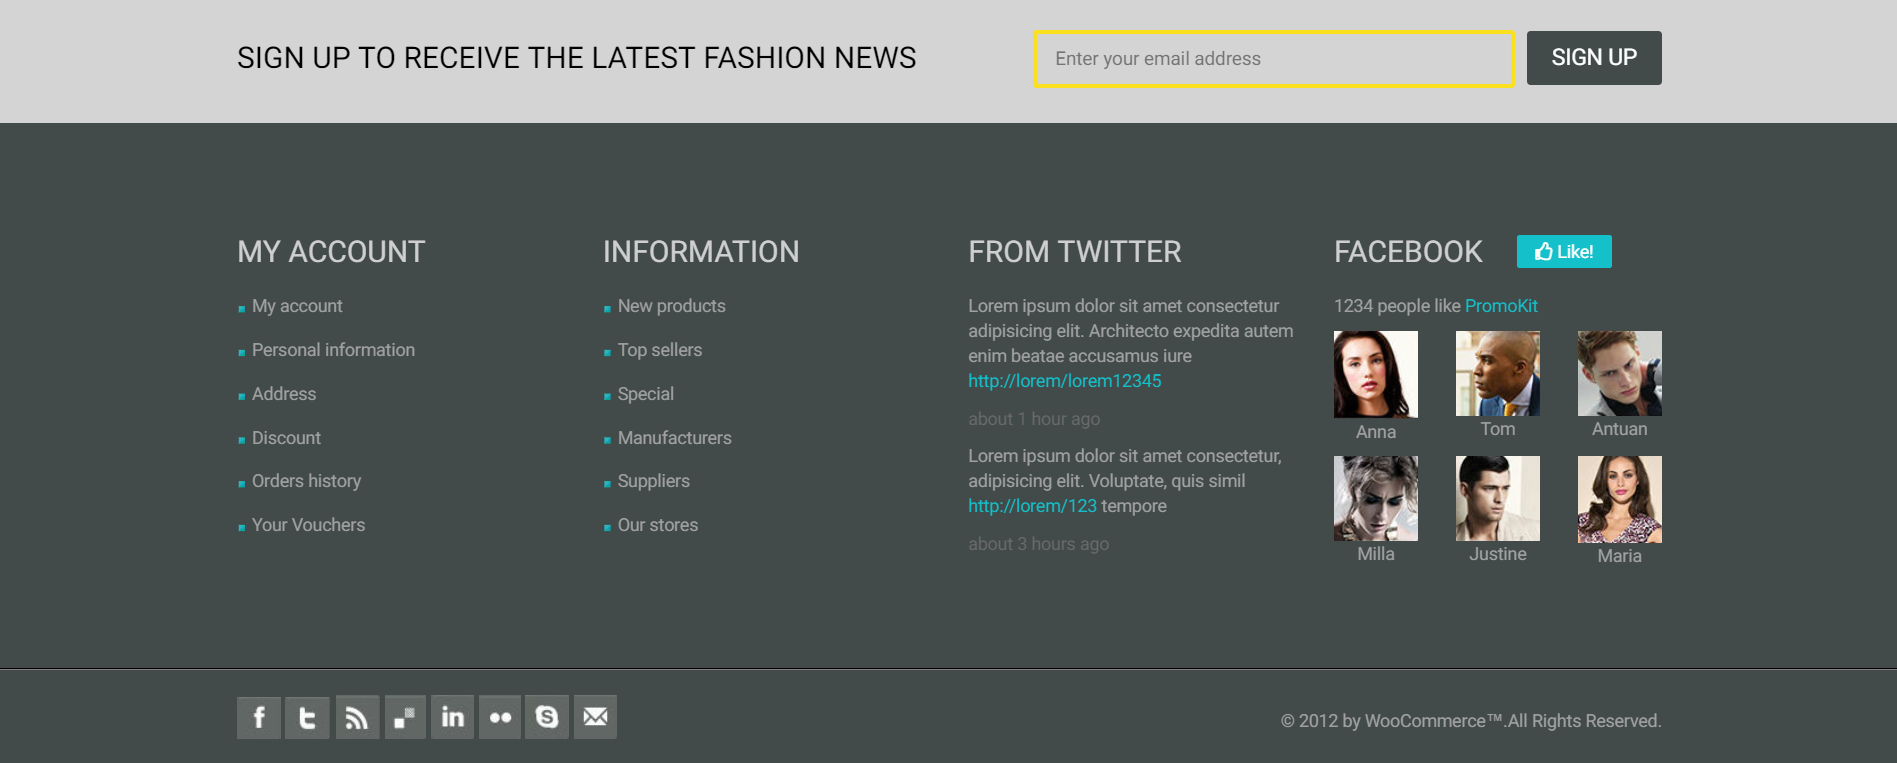 SIGN UP TO RECEIVE THE LATEST FASHION NEWS
Enter your email address
SIGN UP
MY ACCOUNT
My account
Personal information
Address
Discount
Orders history
Your Vouchers
INFORMATION
New products
Top sellers
Special
Manufacturers
Suppliers
Our stores
FROM TWITTER
Lorem ipsum dolor sit amet consectetur
adipisicing elit. Architecto expedita autem
enim beatae accusamus iure
http://lorem/lorem12345
about 1 hour ago
Lorem ipsum dolor sit amet consectetur,
adipisicing elit. Voluptate, quis simil
http://lorem/123 tempore
about 3 hours ago
FACEBOOK
Like!
1234 people like PromoKit
Anna
Tom
Antuan
Milla
Justine
Maria
© 2012 by WooCommerce™.All Rights Reserved.